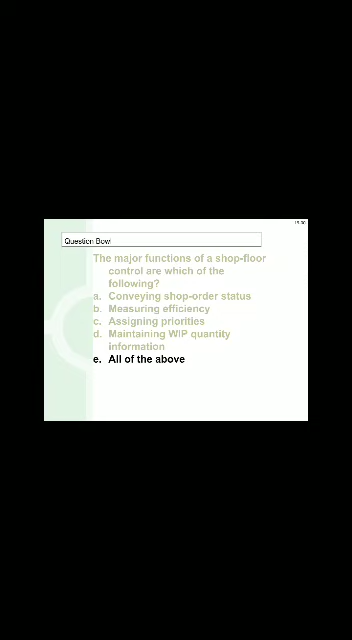 Question Bowl
The major functions of a shop-floor
control are which of the
following?
a. Conveying shop-order status
b. Measuring efficiency
c. Assigning priorities
d. Maintaining WIP quantity
information
e. All of the above